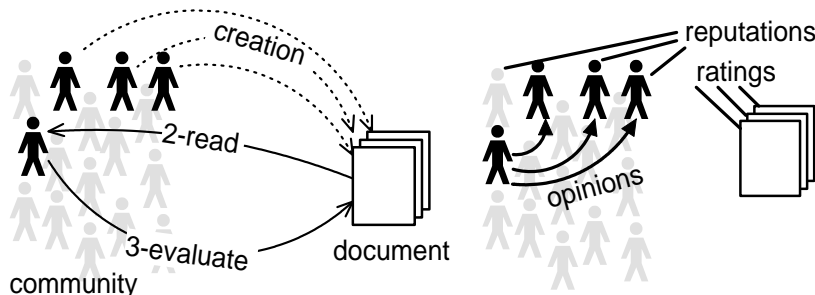 creation
2-read
3-evaluate
document
community
reputations
ratings
opinions